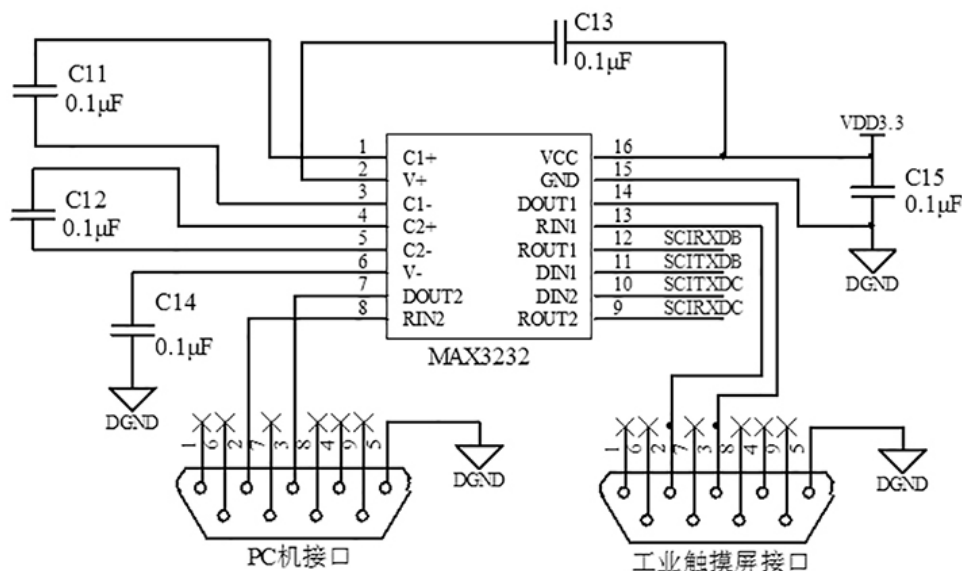 C13
0.1μF
C11
0.1μF
VDD3.3
1 C1+ VCC 16
2 V+ GND 15
3 C1- DOUT1 14
4 C2+ RIN1 13
5 C2- ROUT1 12 SCIRXDB
6 V- DIN1 11 SCITXDB
7 DOUT2 DIN2 10 SCITXDC
8 RIN2 ROUT2 9 SCIRXDC
C12
0.1μF
C15
0.1μF
DGND
C14
0.1μF
DGND
MAX3232
1 6 2 7 3 8 4 9 5
DGND
PC机接口
1 6 2 7 3 8 4 9 5
DGND
工业触摸屏接口